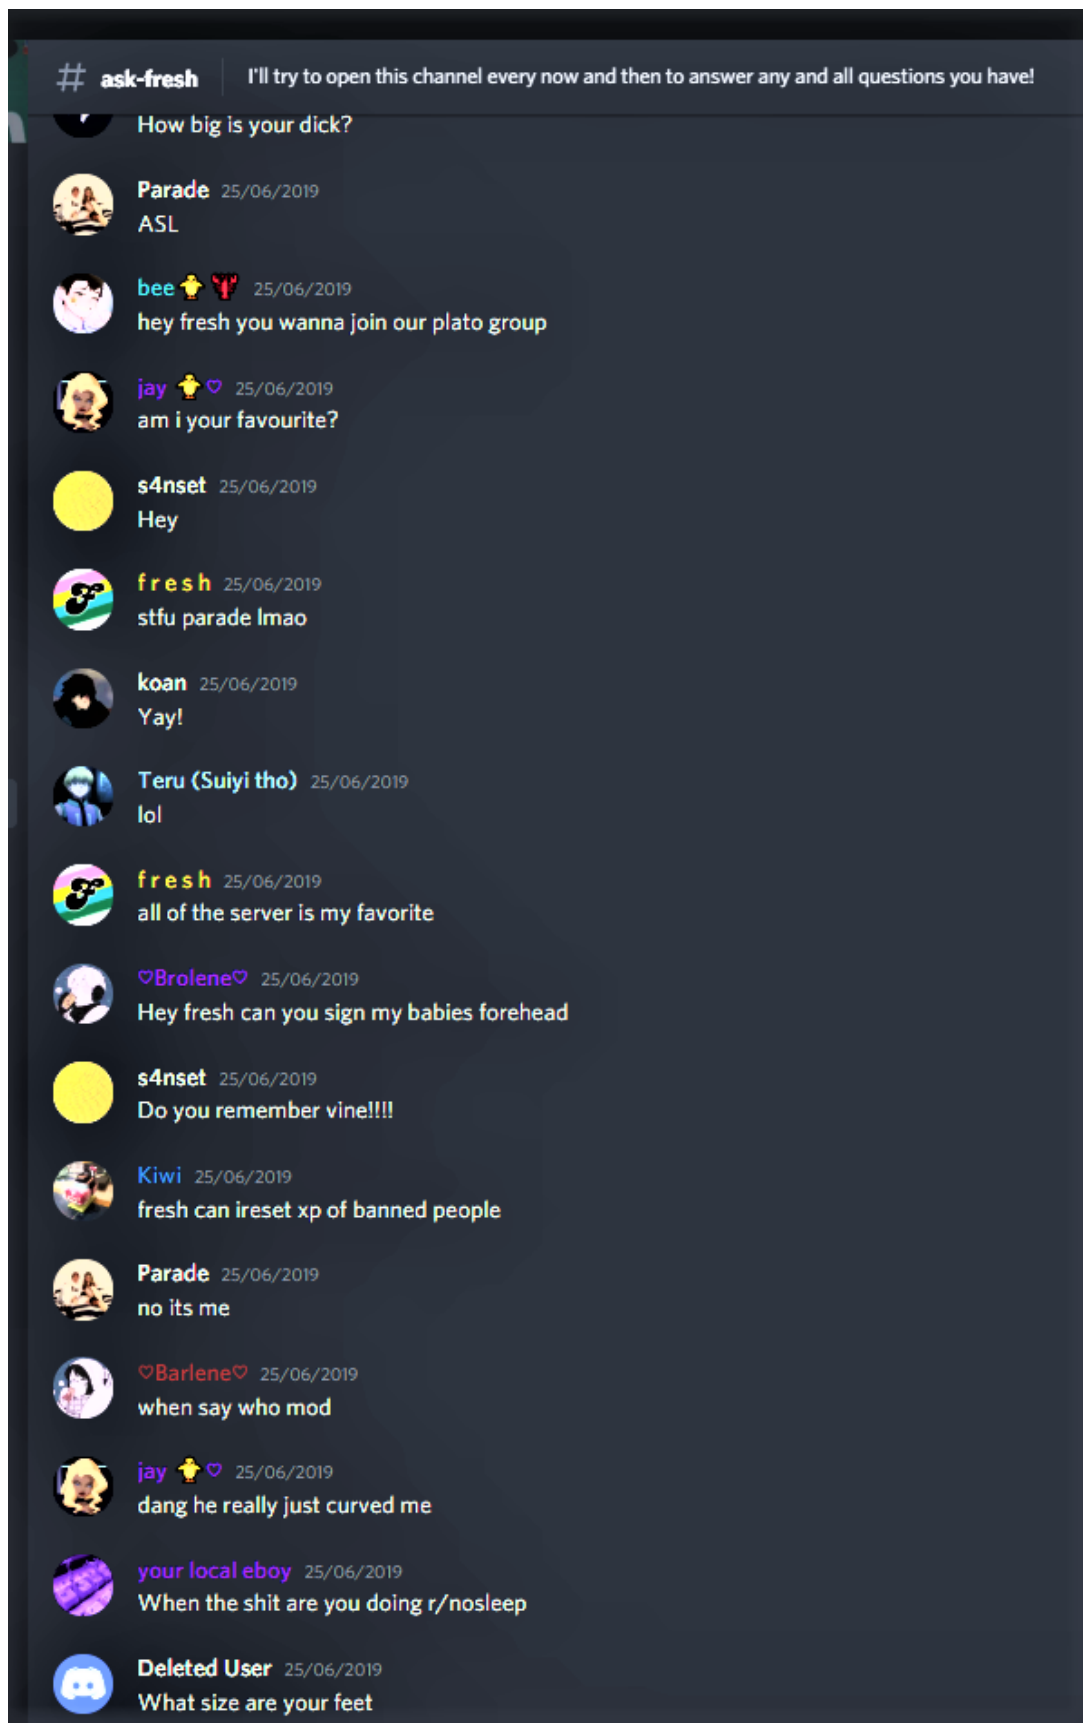 # ask-fresh I'll try to open this channel every now and then to answer any and all questions you have!
How big is your dick?
Parade 25/06/2019
ASL
bee 25/06/2019
hey fresh you wanna join our plato group
jay ♡ 25/06/2019
am i your favourite?
s4nset 25/06/2019
Hey
f r e s h 25/06/2019
stfu parade lmao
koan 25/06/2019
Yay!
Teru (Suiyi tho) 25/06/2019
lol
f r e s h 25/06/2019
all of the server is my favorite
♡Brolene♡ 25/06/2019
Hey fresh can you sign my babies forehead
s4nset 25/06/2019
Do you remember vine!!!!
Kiwi 25/06/2019
fresh can ireset xp of banned people
Parade 25/06/2019
no its me
♡Barlene♡ 25/06/2019
when say who mod
jay ♡ 25/06/2019
dang he really just curved me
your local eboy 25/06/2019
When the shit are you doing r/nosleep
Deleted User 25/06/2019
What size are your feet